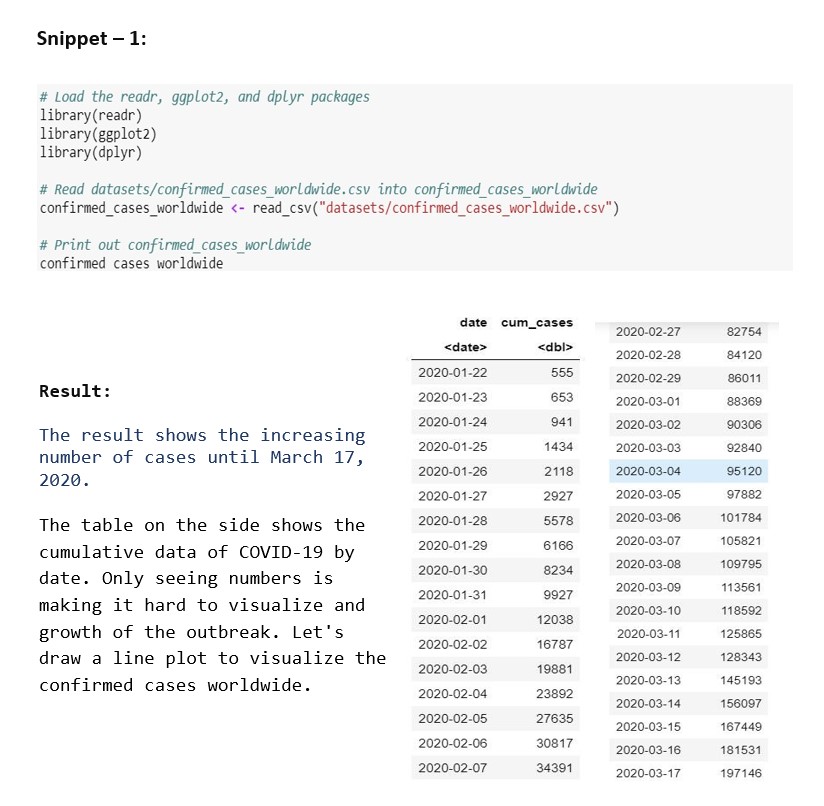 Snippet – 1:
# Load the readr, ggplot2, and dplyr packages
library(readr)
library(ggplot2)
library(dplyr)
# Read datasets/confirmed_cases_worldwide.csv into confirmed_cases_worldwide
confirmed_cases_worldwide <- read_csv("datasets/confirmed_cases_worldwide.csv")
# Print out confirmed_cases_worldwide
confirmed cases worldwide
Result:
The result shows the increasing
number of cases until March 17,
2020.
The table on the side shows the
cumulative data of COVID-19 by
date. Only seeing numbers is
making it hard to visualize and
growth of the outbreak. Let's
draw a line plot to visualize the
confirmed cases worldwide.
date cum_cases
<date> <dbl>
2020-01-22 555
2020-01-23 653
2020-01-24 941
2020-01-25 1434
2020-01-26 2118
2020-01-27 2927
2020-01-28 5578
2020-01-29 6166
2020-01-30 8234
2020-01-31 9927
2020-02-01 12038
2020-02-02 16787
2020-02-03 19881
2020-02-04 23892
2020-02-05 27635
2020-02-06 30817
2020-02-07 34391
2020-02-27 82754
2020-02-28 84120
2020-02-29 86011
2020-03-01 88369
2020-03-02 90306
2020-03-03 92840
2020-03-04 95120
2020-03-05 97882
2020-03-06 101784
2020-03-07 105821
2020-03-08 109795
2020-03-09 113561
2020-03-10 118592
2020-03-11 125865
2020-03-12 128343
2020-03-13 145193
2020-03-14 156097
2020-03-15 167449
2020-03-16 181531
2020-03-17 197146